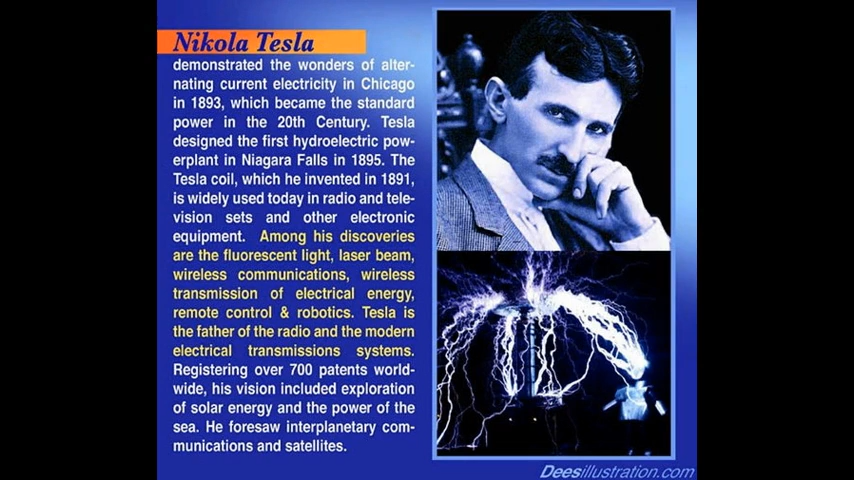 Nikola Tesla
demonstrated the wonders of alter-
nating current electricity in Chicago
in 1893, which became the standard
power in the 20th Century. Tesla
designed the first hydroelectric pow-
erplant in Niagara Falls in 1895. The
Tesla coil, which he invented in 1891,
is widely used today in radio and tele-
vision sets and other electronic
equipment. Among his discoveries
are the fluorescent light, laser beam,
wireless communications, wireless
transmission of electrical energy,
remote control & robotics. Tesla is
the father of the radio and the modern
electrical transmissions systems.
Registering over 700 patents world-
wide, his vision included exploration
of solar energy and the power of the
sea. He foresaw interplanetary com-
munications and satellites.
Deesillustration.com